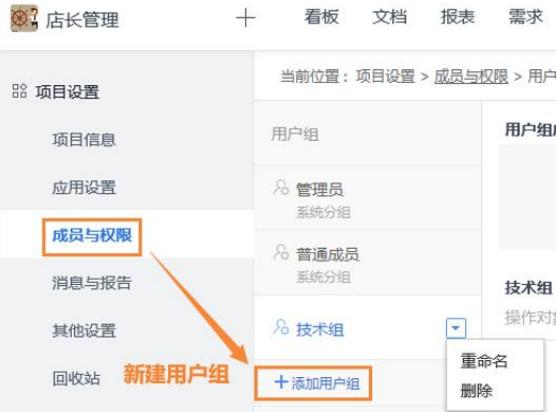 店长管理
看板 文档 报表 需求
当前位置：项目设置 > 成员与权限 > 用户
项目设置
项目信息
应用设置
成员与权限
消息与报告
其他设置
回收站
新建用户组
用户组
管理员
系统分组
普通成员
系统分组
技术组
添加用户组
重命名
删除
用户组
技术组
操作对